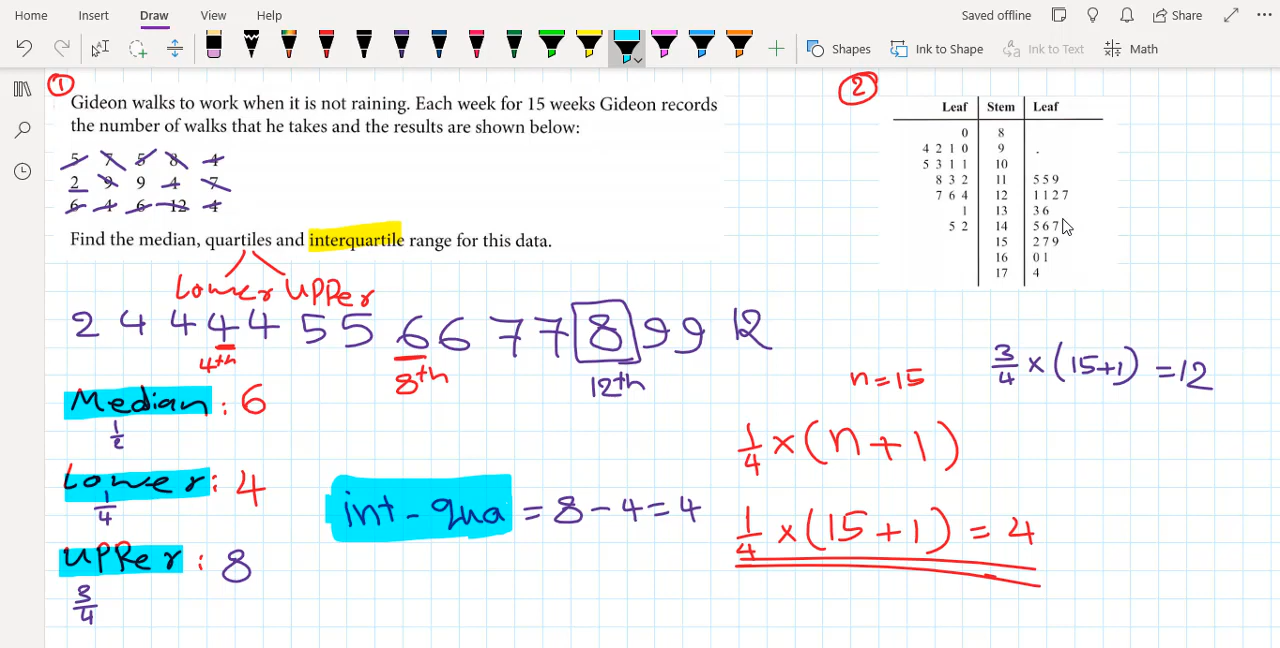 Home Insert Draw View Help Saved offline Share
Shapes Ink to Shape Ink to Text Math
①
Gideon walks to work when it is not raining. Each week for 15 weeks Gideon records
the number of walks that he takes and the results are shown below:
5 7 5 8 4
2 9 9 4 7
6 4 6 12 4
Find the median, quartiles and interquartile range for this data.
Lower Upper
2 4 4 4 4 5 5 6 6 7 7 8 9 9 12
4th 8th 12th
Median : 6
1/2
Lower : 4
1/4
Upper : 8
3/4
int - qua = 8 - 4 = 4
②
Leaf Stem Leaf
0 8
4 2 1 0 9 .
5 3 1 1 10
8 3 2 11 5 5 9
7 6 4 12 1 1 2 7
1 13 3 6
5 2 14 5 6 7
15 2 7 9
16 0 1
17 4
n = 15
3/4 × (15+1) = 12
1/4 × (n + 1)
1/4 × (15 + 1) = 4